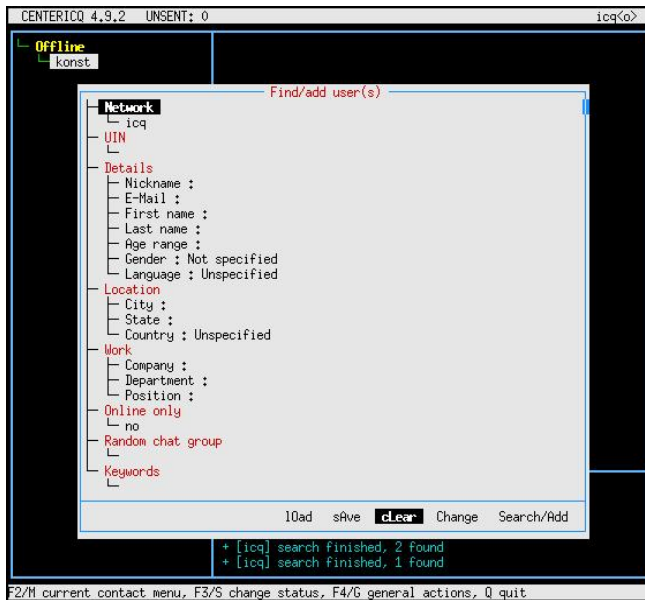 CENTERICQ 4.9.2 UNSENT: 0 icq<o>
Offline
konst
Find/add user(s)
Network
icq
UIN
Details
Nickname :
E-Mail :
First name :
Last name :
Age range :
Gender : Not specified
Language : Unspecified
Location
City :
State :
Country : Unspecified
Work
Company :
Department :
Position :
Online only
no
Random chat group
Keywords
lOad sAve cLear Change Search/Add
+ [icq] search finished, 2 found
+ [icq] search finished, 1 found
F2/M current contact menu, F3/S change status, F4/G general actions, Q quit